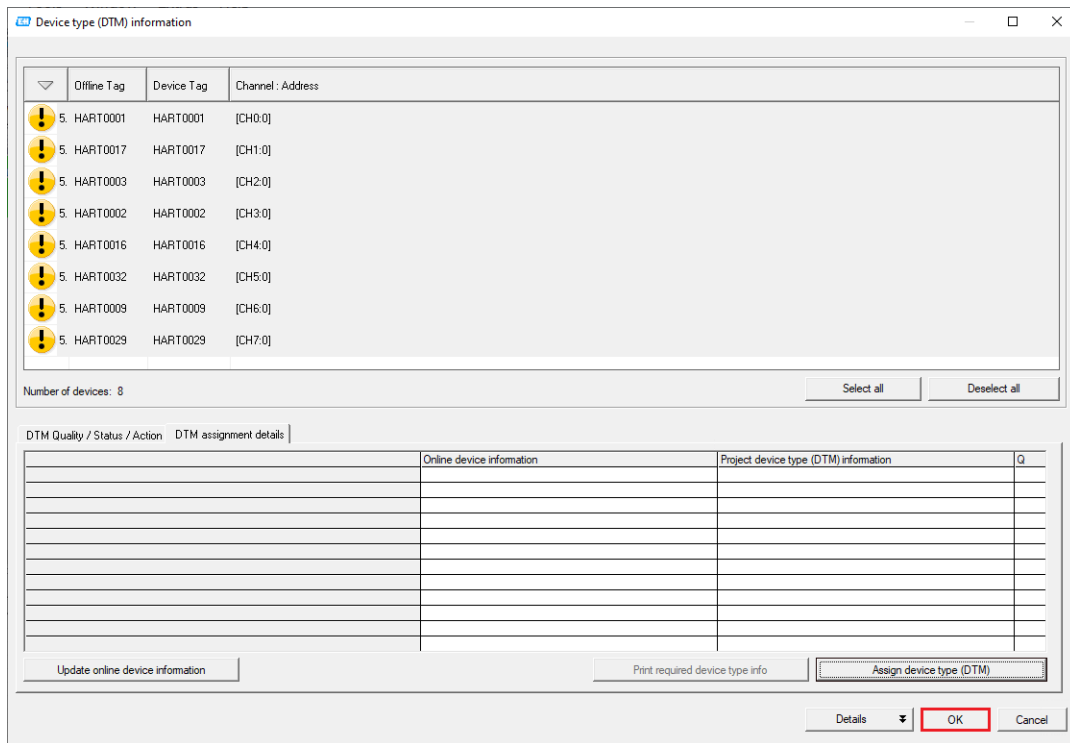 Device type (DTM) information
Offline Tag Device Tag Channel : Address
5. HART0001 HART0001 [CH0:0]
5. HART0017 HART0017 [CH1:0]
5. HART0003 HART0003 [CH2:0]
5. HART0002 HART0002 [CH3:0]
5. HART0016 HART0016 [CH4:0]
5. HART0032 HART0032 [CH5:0]
5. HART0009 HART0009 [CH6:0]
5. HART0029 HART0029 [CH7:0]
Number of devices: 8 Select all Deselect all
DTM Quality / Status / Action DTM assignment details
Online device information Project device type (DTM) information Q
Update online device information Print required device type info Assign device type (DTM)
Details OK Cancel